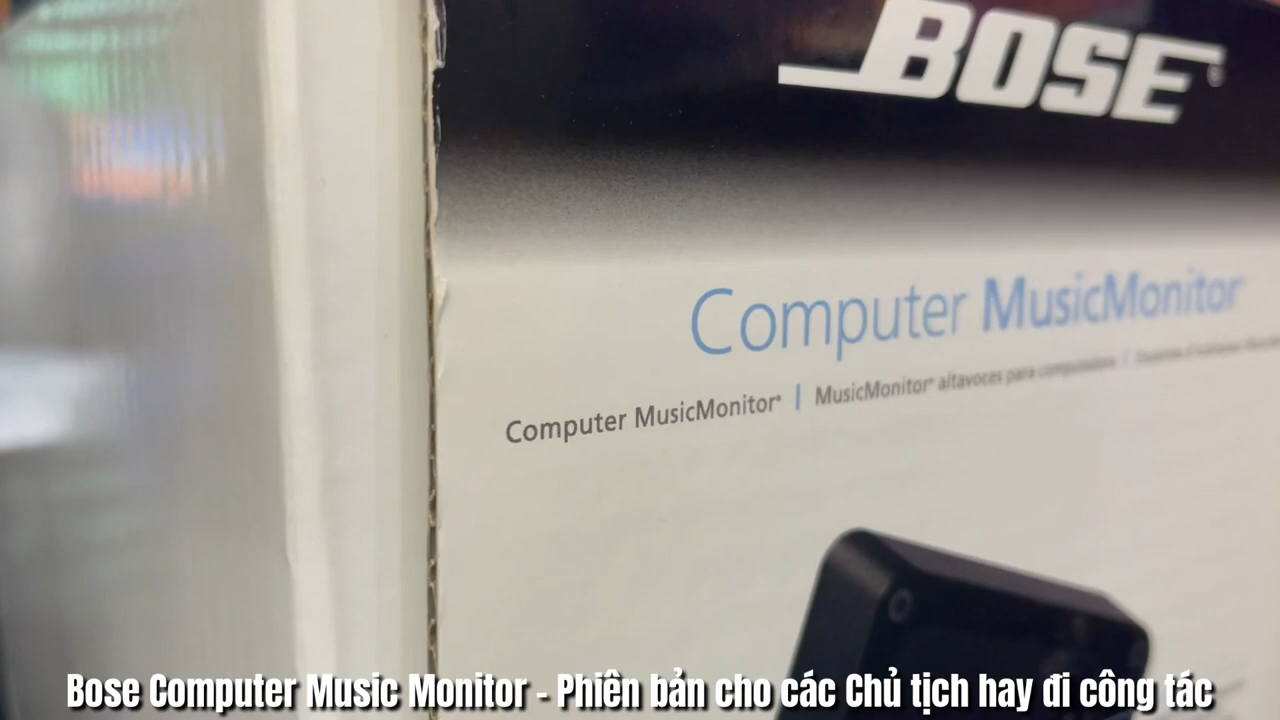 BOSE
Computer MusicMonitor
Computer MusicMonitor® | MusicMonitor® altavoces para computadora |
Bose Computer Music Monitor - Phiên bản cho các Chủ tịch hay đi công tác